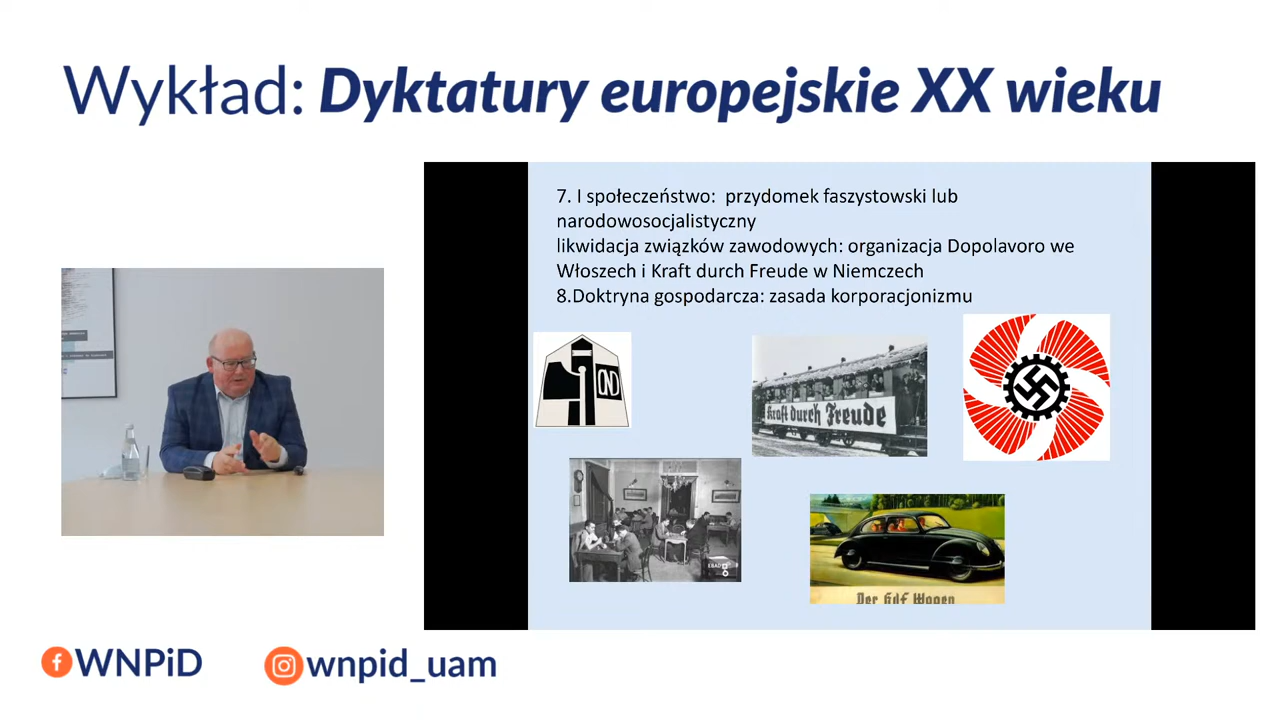 Wykład: Dyktatury europejskie XX wieku
7. I społeczeństwo: przydomek faszystowski lub
narodowosocjalistyczny
likwidacja związków zawodowych: organizacja Dopolavoro we
Włoszech i Kraft durch Freude w Niemczech
8.Doktryna gospodarcza: zasada korporacjonizmu
OND
Kraft durch Freude
Der KdF Wagen
WNPiD
wnpid_uam